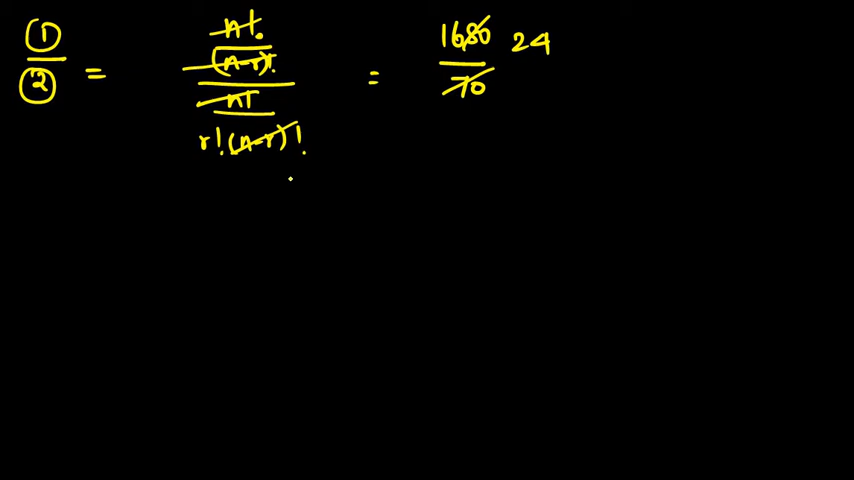 ① / ② = n! / (n-r)! / n! / r!(n-r)! = 1680 / 70 24